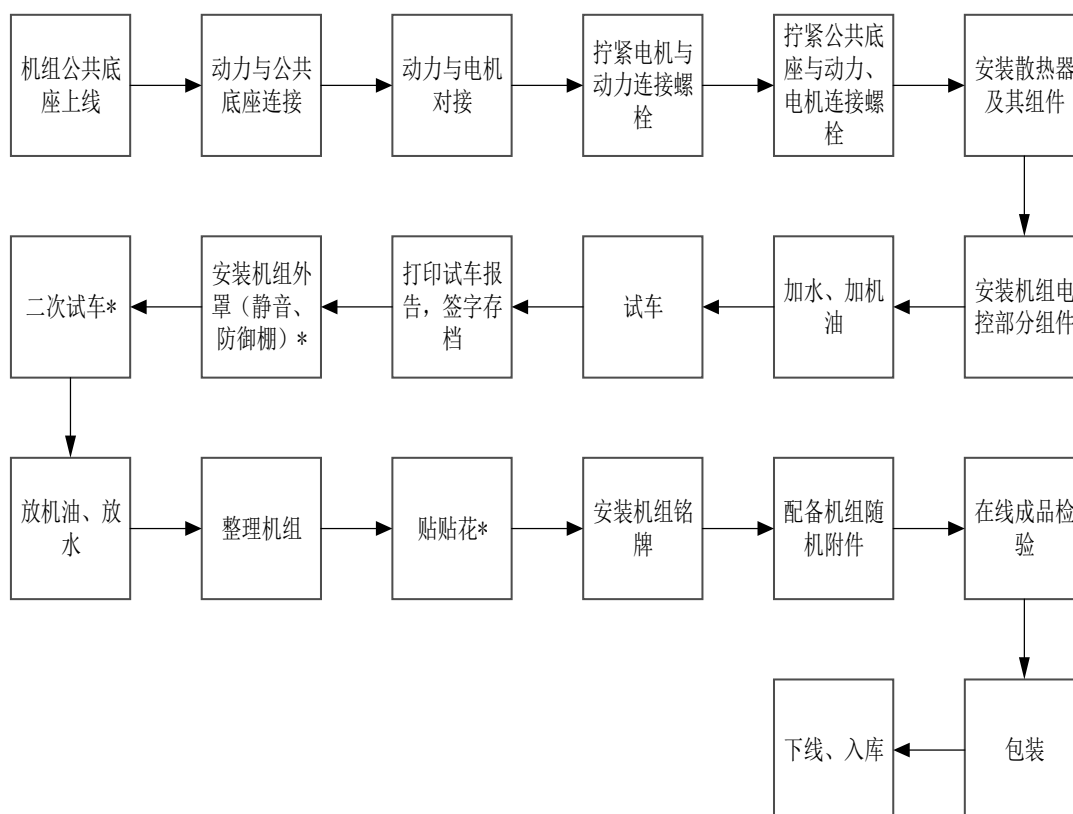 机组公共底
座上线
动力与公共
底座连接
动力与电机
对接
拧紧电机与
动力连接螺
栓
拧紧公共底
座与动力、
电机连接螺
栓
安装散热器
及其组件
二次试车*
安装机组外
罩（静音、
防御棚）*
打印试车报
告，签字存
档
试车
加水、加机
油
安装机组电
控部分组件
放机油、放
水
整理机组
贴贴花*
安装机组铭
牌
配备机组随
机附件
在线成品检
验
下线、入库
包装